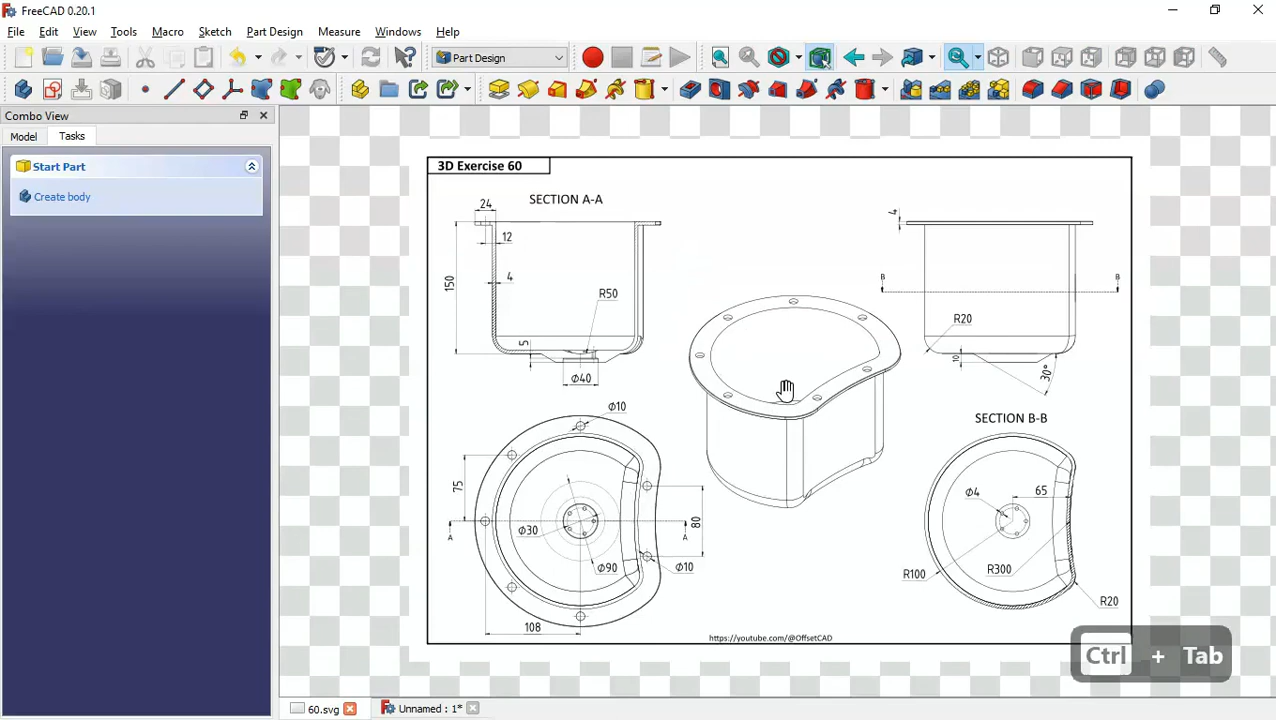 FreeCAD 0.20.1
File Edit View Tools Macro Sketch Part Design Measure Windows Help
Part Design
Combo View
Model Tasks
Start Part
Create body
3D Exercise 60
SECTION A-A
24
12
4
150
R50
5
Ø40
4
B B
R20
10
30°
Ø10
75
Ø30
A A
80
Ø90
Ø10
108
SECTION B-B
Ø4
65
R100
R300
R20
https://youtube.com/@OffsetCAD
Ctrl + Tab
60.svg
Unnamed : 1*